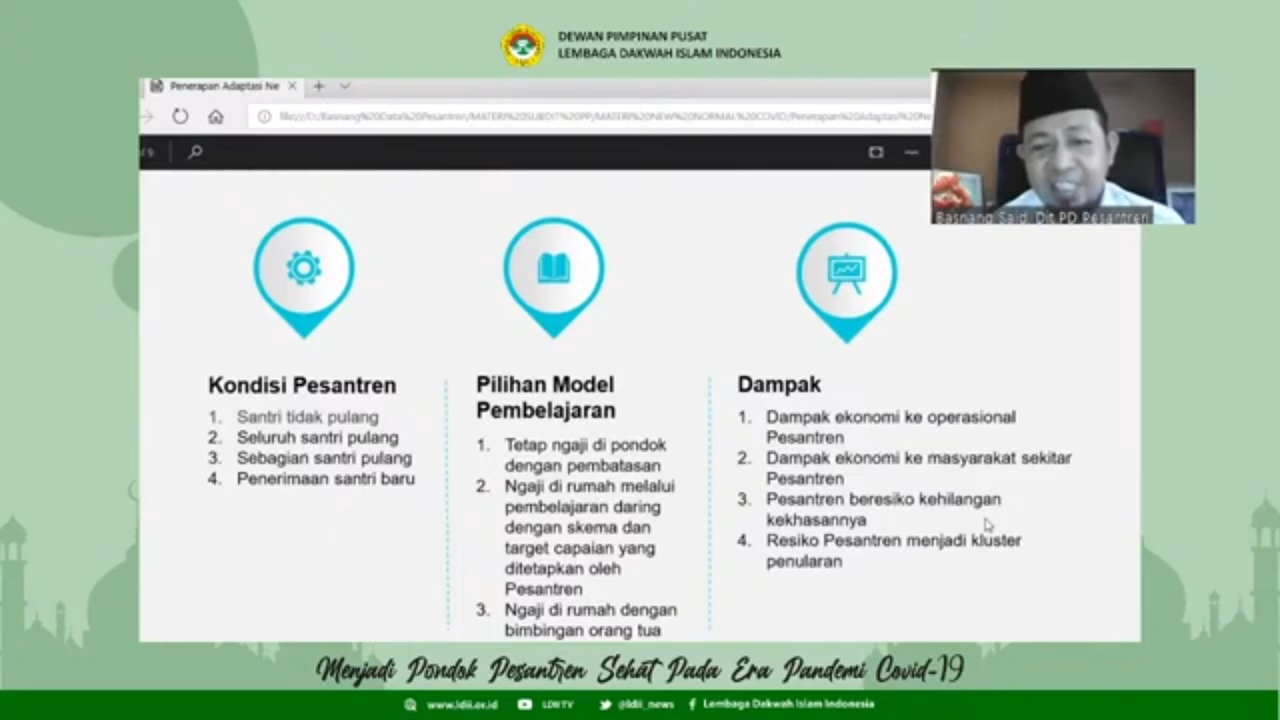 DEWAN PIMPINAN PUSAT
LEMBAGA DAKWAH ISLAM INDONESIA
Penerapan Adaptasi Ne
Basnang Said, Dit PD Pesantren
Kondisi Pesantren
1. Santri tidak pulang
2. Seluruh santri pulang
3. Sebagian santri pulang
4. Penerimaan santri baru
Pilihan Model
Pembelajaran
1. Tetap ngaji di pondok
dengan pembatasan
2. Ngaji di rumah melalui
pembelajaran daring
dengan skema dan
target capaian yang
ditetapkan oleh
Pesantren
3. Ngaji di rumah dengan
bimbingan orang tua
Dampak
1. Dampak ekonomi ke operasional
Pesantren
2. Dampak ekonomi ke masyarakat sekitar
Pesantren
3. Pesantren beresiko kehilangan
kekhasannya
4. Resiko Pesantren menjadi kluster
penularan
Menjadi Pondok Pesantren Sehat Pada Era Pandemi Covid-19
www.ldii.or.id LDII TV @ldii_news Lembaga Dakwah Islam Indonesia